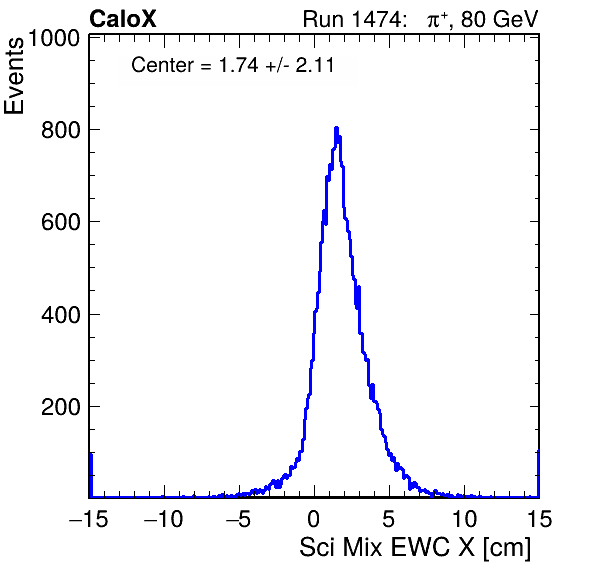 CaloX Run 1474: π⁺, 80 GeV
Events
Center = 1.74 +/- 2.11
1000
800
600
400
200
−15 −10 −5 0 5 10 15
Sci Mix EWC X [cm]